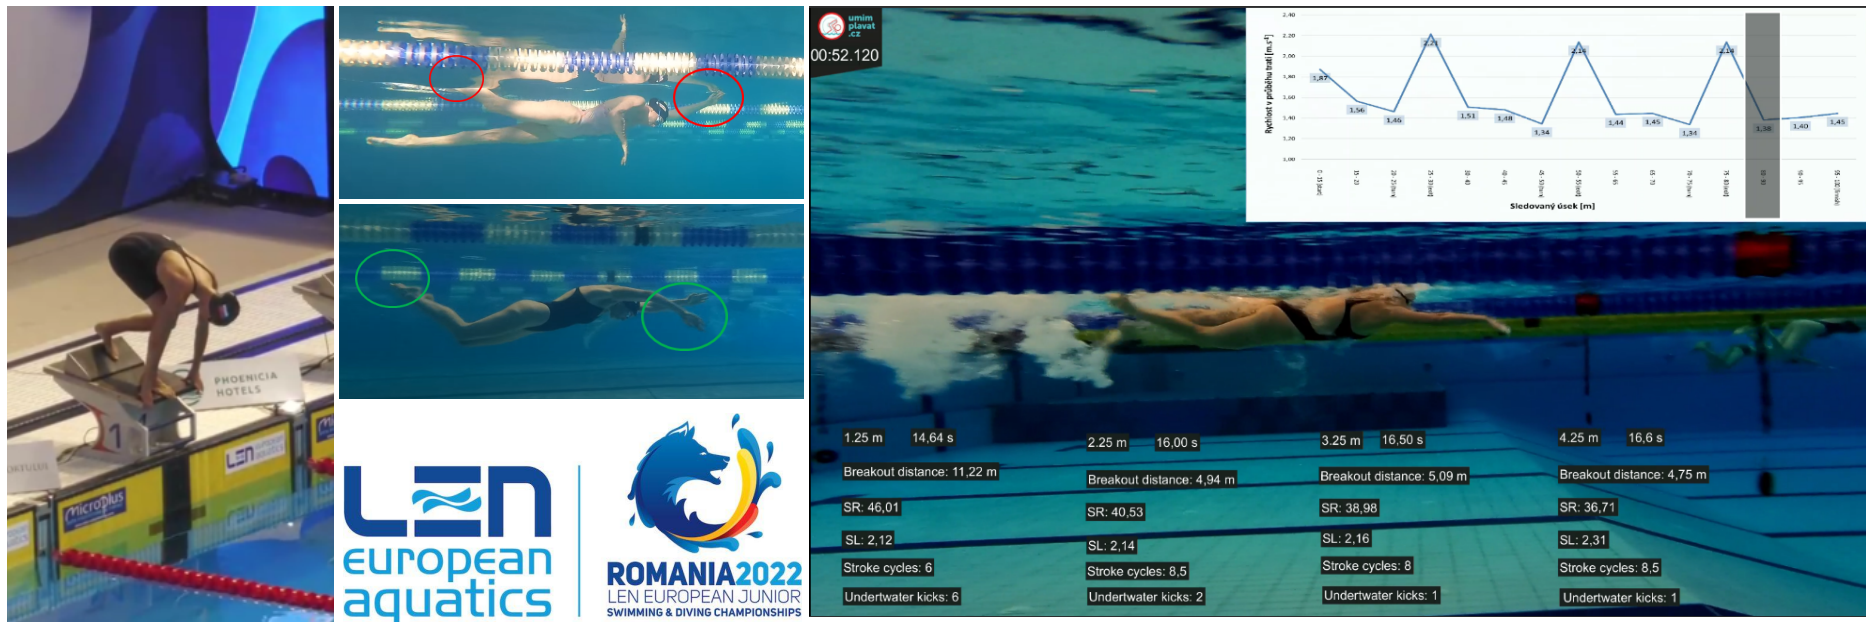 PHOENICIA
HOTELS
1
LEN
european
aquatics
MicroPlus
LEN
european
aquatics
ROMANIA2022
LEN EUROPEAN JUNIOR
SWIMMING & DIVING CHAMPIONSHIPS
umim
plavat
.cz
00:52.120
Rychlost v průběhu trati [m.s-1]
2,40
2,20
2,00
1,80
1,60
1,40
1,20
1,00
1,87
1,56
1,46
2,21
1,51
1,48
1,34
2,14
1,44
1,45
1,34
2,14
1,38
1,40
1,45
Sledovaný úsek [m]
1.25 m 14,64 s
Breakout distance: 11,22 m
SR: 46,01
SL: 2,12
Stroke cycles: 6
Undertwater kicks: 6
2.25 m 16,00 s
Breakout distance: 4,94 m
SR: 40,53
SL: 2,14
Stroke cycles: 8,5
Undertwater kicks: 2
3.25 m 16,50 s
Breakout distance: 5,09 m
SR: 38,98
SL: 2,16
Stroke cycles: 8
Undertwater kicks: 1
4.25 m 16,6 s
Breakout distance: 4,75 m
SR: 36,71
SL: 2,31
Stroke cycles: 8,5
Undertwater kicks: 1